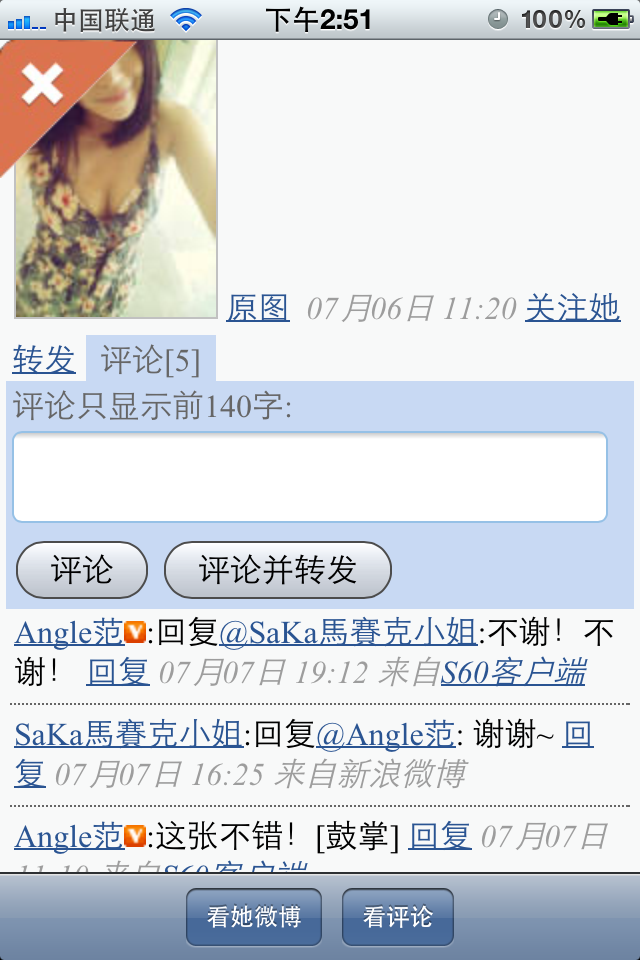 中国联通 下午2:51 100%
原图 07月06日 11:20 关注她
转发 评论[5]
评论只显示前140字:
评论 评论并转发
Angle范V:回复@SaKa馬賽克小姐:不谢！不
谢！ 回复 07月07日 19:12 来自S60客户端
SaKa馬賽克小姐:回复@Angle范: 谢谢~ 回
复 07月07日 16:25 来自新浪微博
Angle范V:这张不错！[鼓掌] 回复 07月07日
来自S60客户端
看她微博 看评论